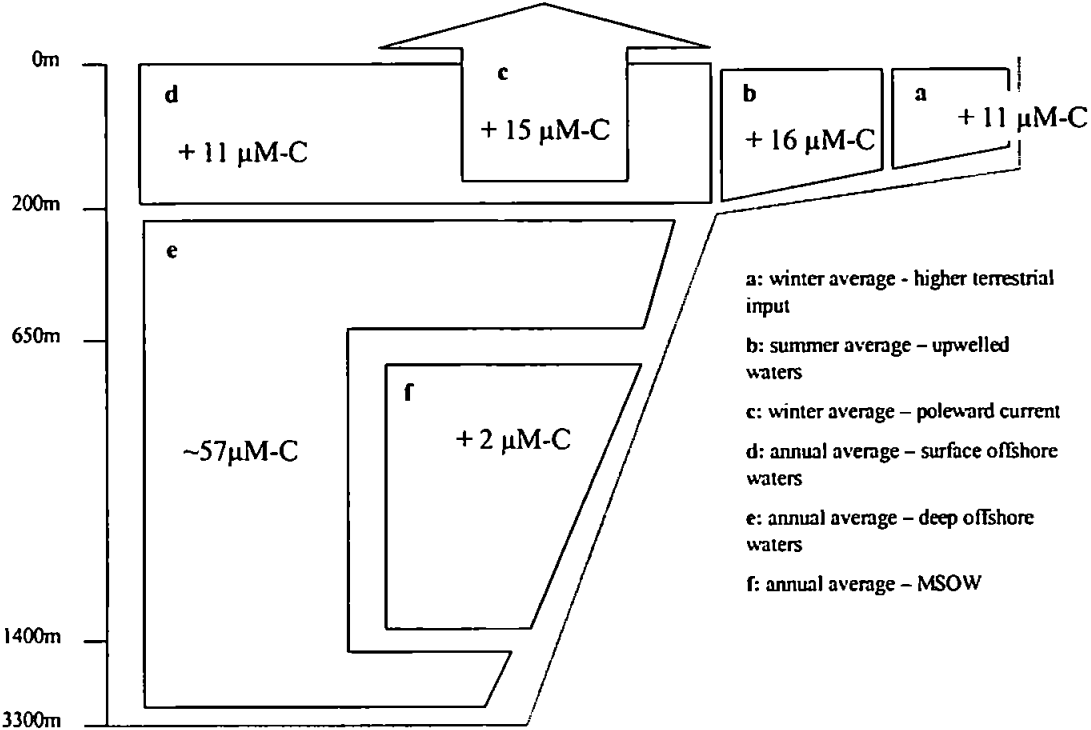 0m
d
c
b
a
+ 11 µM-C
+ 15 µM-C
+ 16 µM-C
+ 11 µM-C
200m
e
a: winter average - higher terrestrial
input
650m
b: summer average – upwelled
waters
f
c: winter average – poleward current
~57µM-C
+ 2 µM-C
d: annual average – surface offshore
waters
e: annual average – deep offshore
waters
f: annual average – MSOW
1400m
3300m